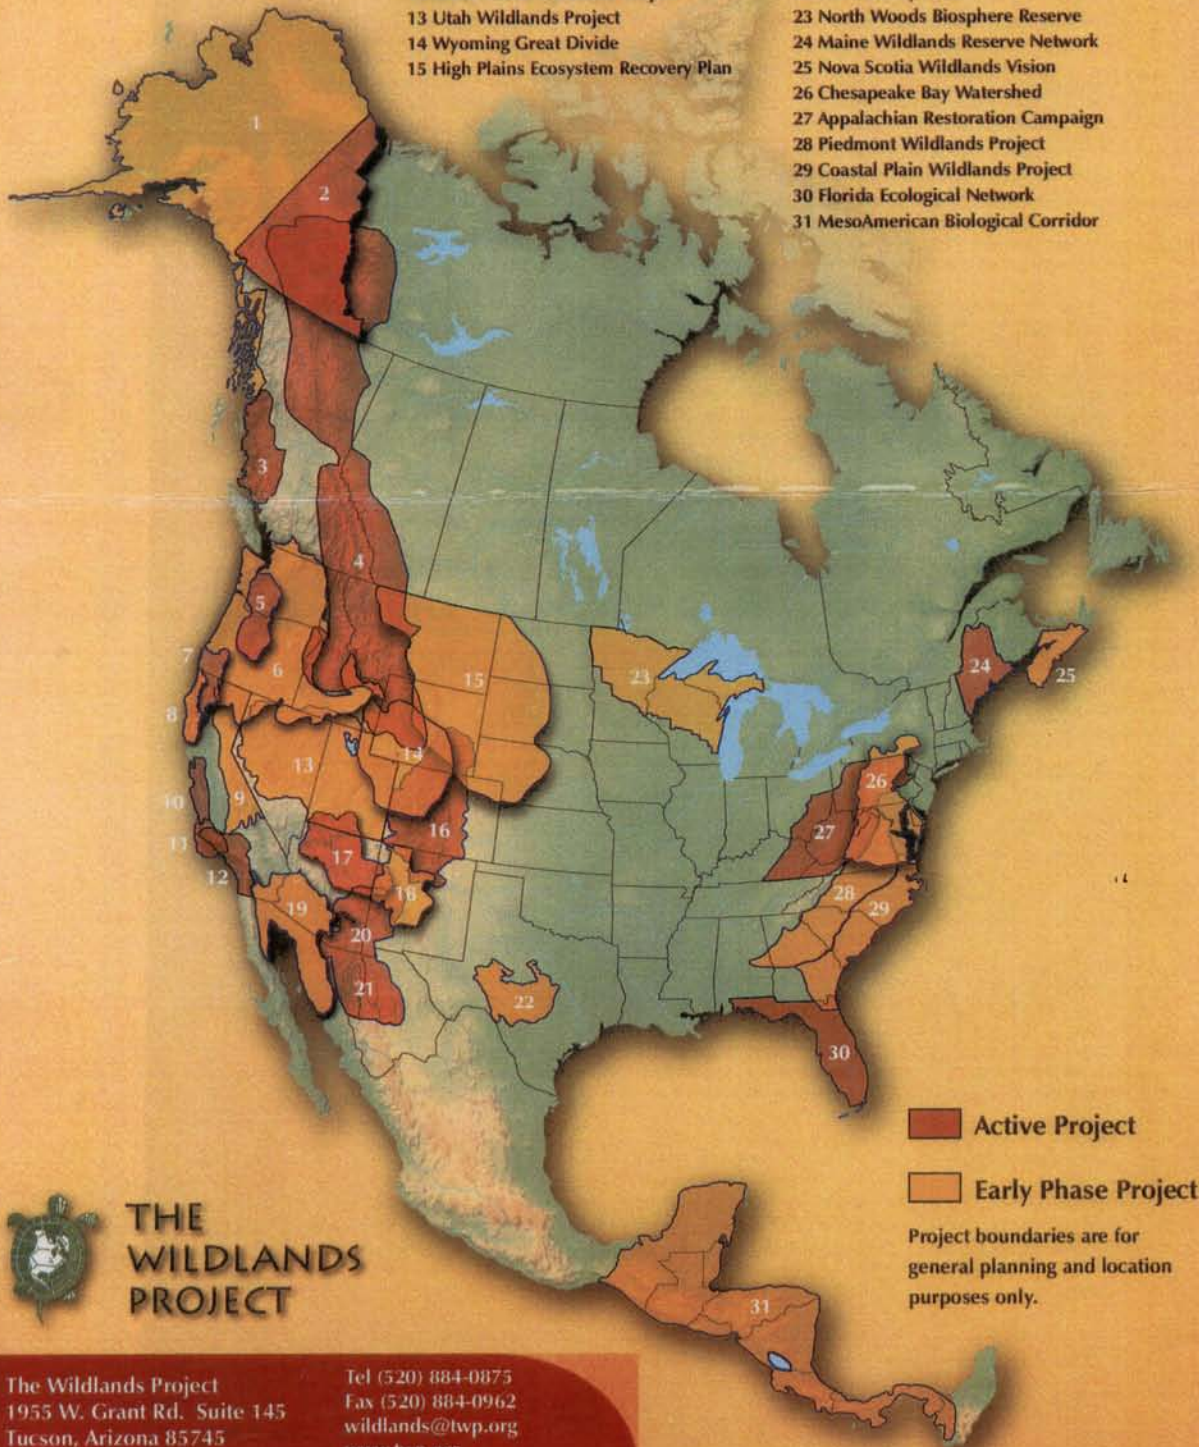 13 Utah Wildlands Project
14 Wyoming Great Divide
15 High Plains Ecosystem Recovery Plan
23 North Woods Biosphere Reserve
24 Maine Wildlands Reserve Network
25 Nova Scotia Wildlands Vision
26 Chesapeake Bay Watershed
27 Appalachian Restoration Campaign
28 Piedmont Wildlands Project
29 Coastal Plain Wildlands Project
30 Florida Ecological Network
31 MesoAmerican Biological Corridor
1
2
3
4
5
6
7
8
9
10
11
12
13
14
15
16
17
18
19
20
21
22
23
24
25
26
27
28
29
30
31
Active Project
Early Phase Project
Project boundaries are for
general planning and location
purposes only.
THE
WILDLANDS
PROJECT
The Wildlands Project
1955 W. Grant Rd. Suite 145
Tucson, Arizona 85745
Tel (520) 884-0875
Fax (520) 884-0962
wildlands@twp.org